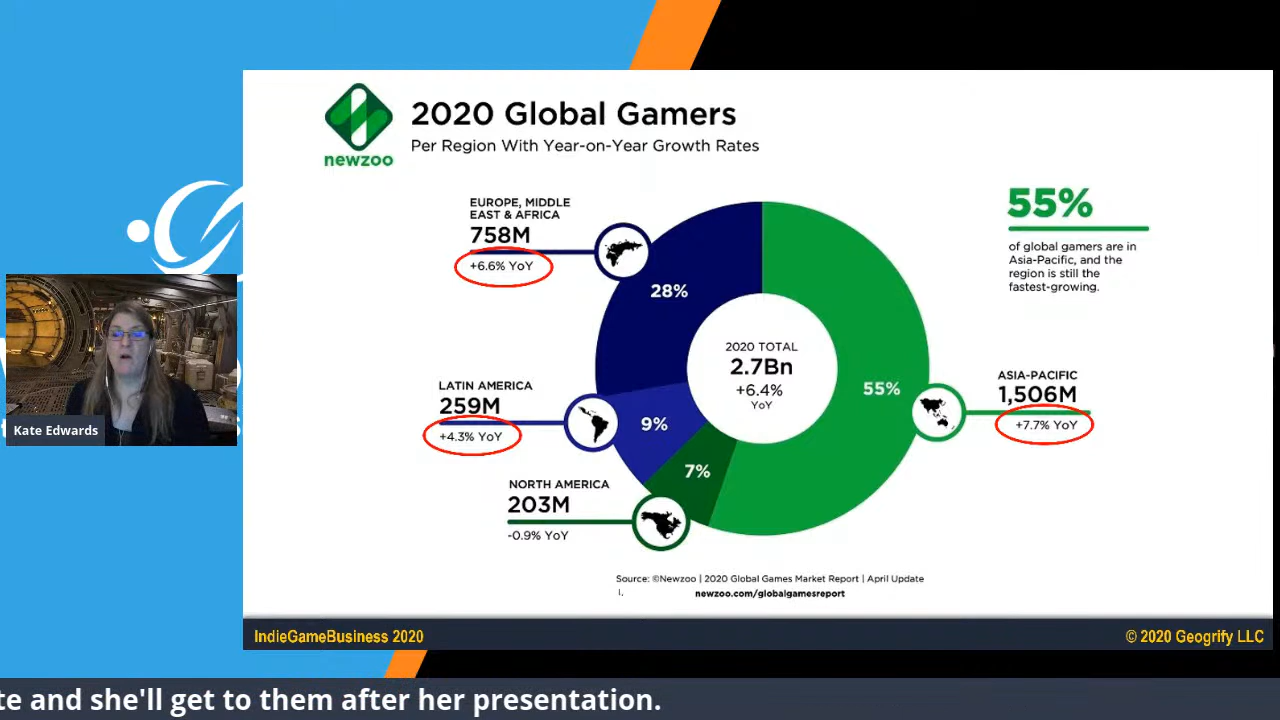 newzoo
2020 Global Gamers
Per Region With Year-on-Year Growth Rates
EUROPE, MIDDLE
EAST & AFRICA
758M
+6.6% YoY
28%
55%
of global gamers are in
Asia-Pacific, and the
region is still the
fastest-growing.
2020 TOTAL
2.7Bn
+6.4%
YoY
55%
ASIA-PACIFIC
1,506M
+7.7% YoY
LATIN AMERICA
259M
+4.3% YoY
9%
7%
NORTH AMERICA
203M
-0.9% YoY
Kate Edwards
Source: ©Newzoo | 2020 Global Games Market Report | April Update
newzoo.com/globalgamesreport
IndieGameBusiness 2020
© 2020 Geogrify LLC
and she'll get to them after her presentation.